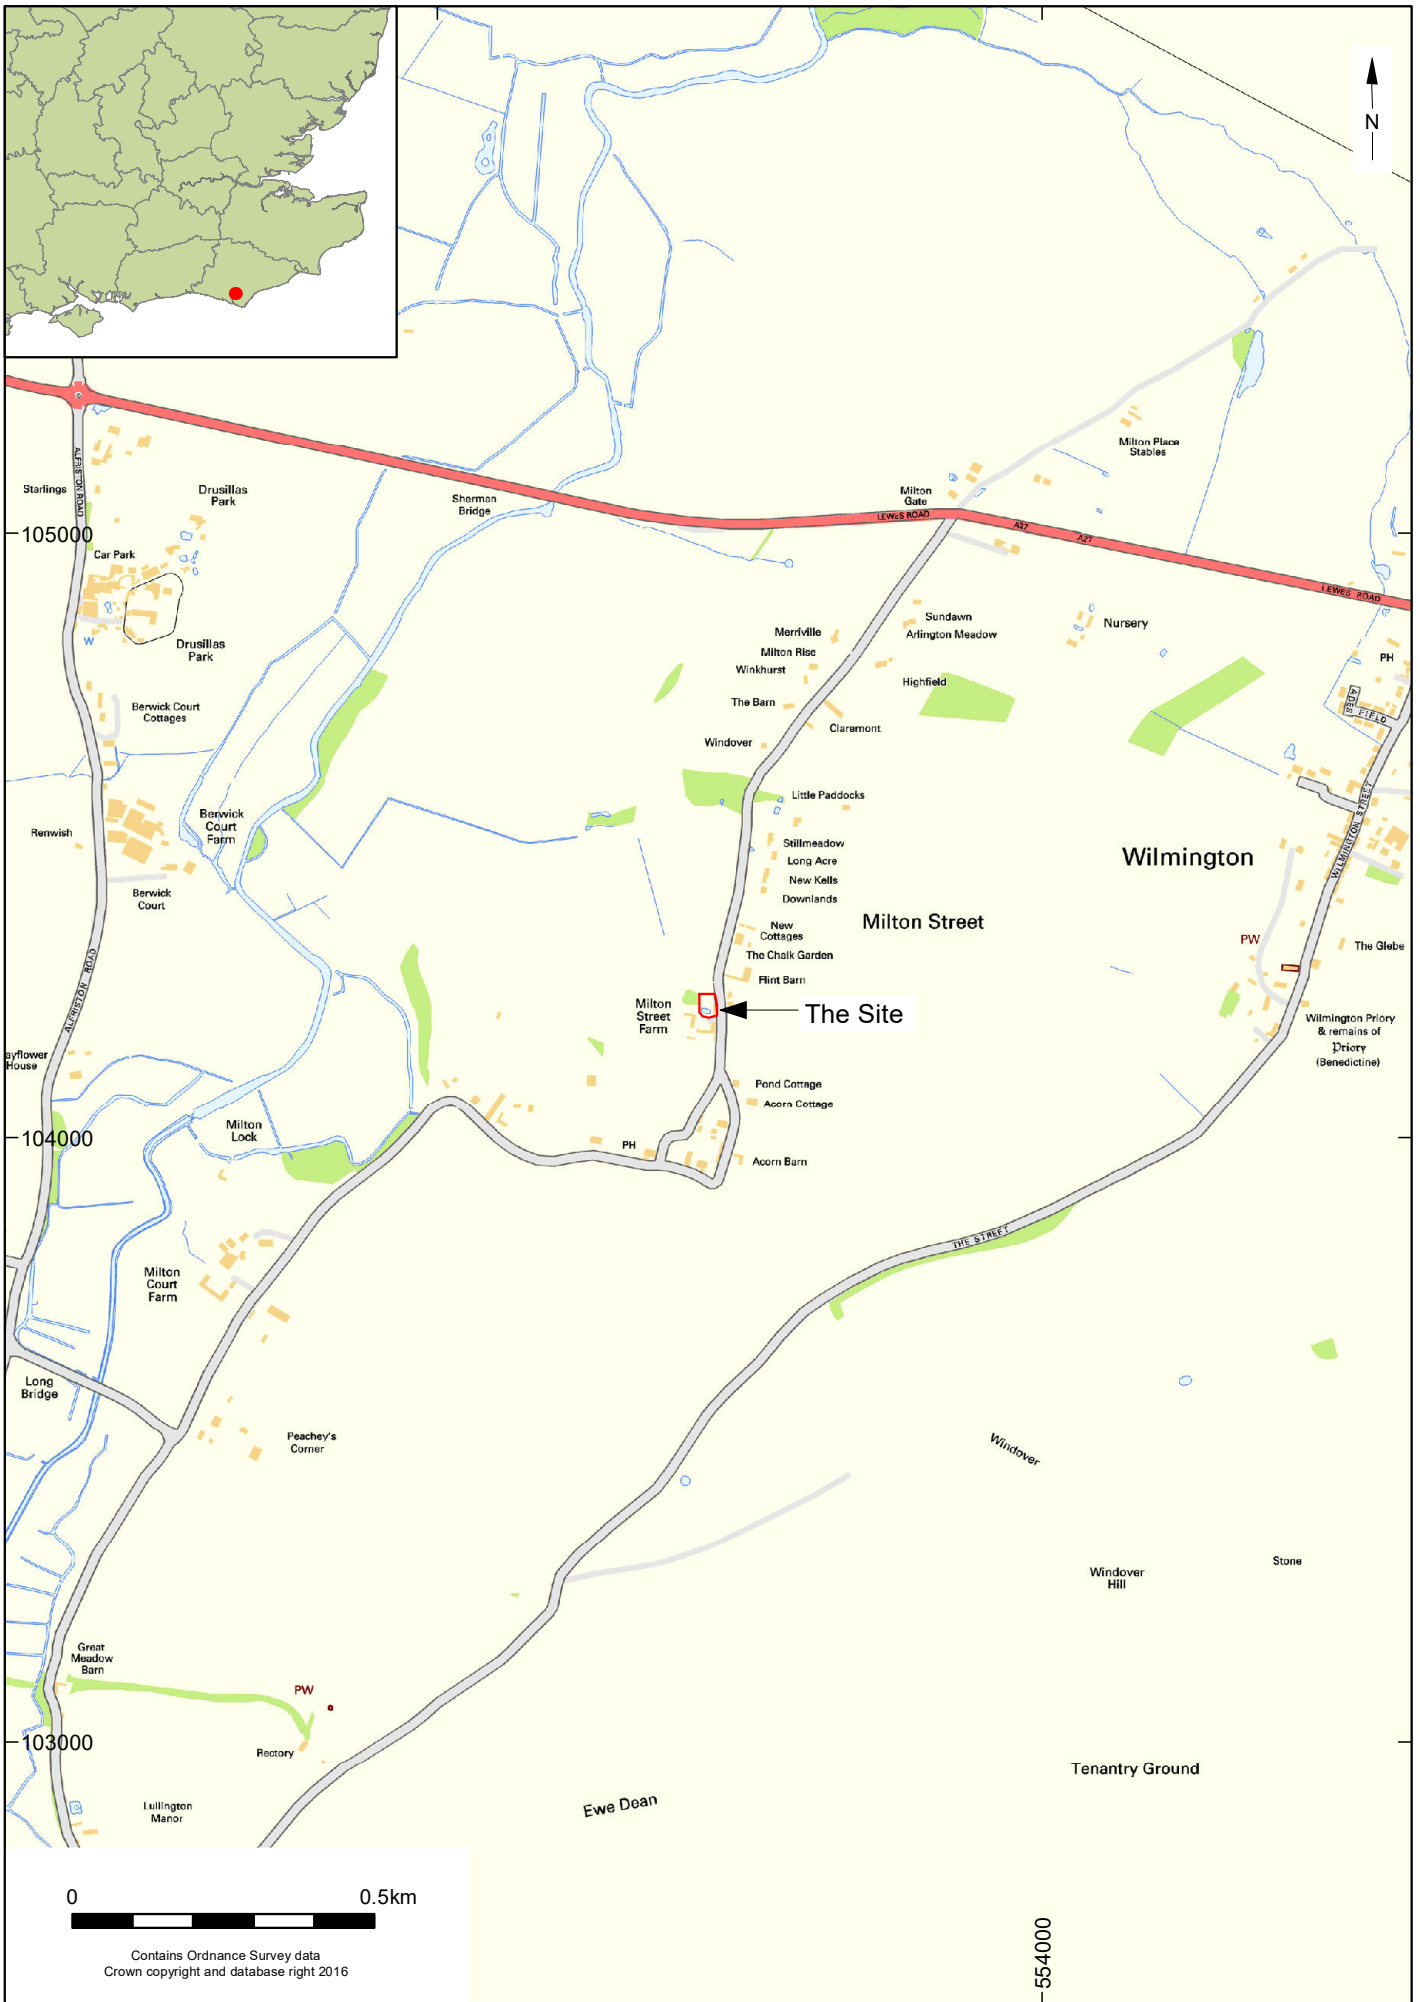 N
ALFRISTON ROAD
Starlings
Drusillas
Park
Sherman
Bridge
Milton Place
Stables
Milton
Gate
LEWES ROAD
A27
A27
LEWES ROAD
105000
Car Park
W
Drusillas
Park
Merriville
Milton Rise
Winkhurst
The Barn
Windover
Sundawn
Arlington Meadow
Highfield
Claremont
Nursery
PH
ADES
FIELD
Berwick Court
Cottages
Renwish
Berwick
Court
Farm
Berwick
Court
Little Paddocks
Stillmeadow
Long Acre
New Kells
Downlands
New
Cottages
The Chalk Garden
Flint Barn
Wilmington
Milton Street
WILMINGTON STREET
PW
The Glebe
Milton
Street
Farm
The Site
Wilmington Priory
& remains of
Priory
(Benedictine)
ALFRISTON ROAD
ayflower
House
Pond Cottage
Acorn Cottage
Milton
Lock
104000
PH
Acorn Barn
THE STREET
Milton
Court
Farm
Long
Bridge
Peachey's
Corner
Windover
Windover
Hill
Stone
Great
Meadow
Barn
PW
103000
Rectory
Tenantry Ground
Lullington
Manor
Ewe Dean
0
0.5km
Contains Ordnance Survey data
Crown copyright and database right 2016
554000